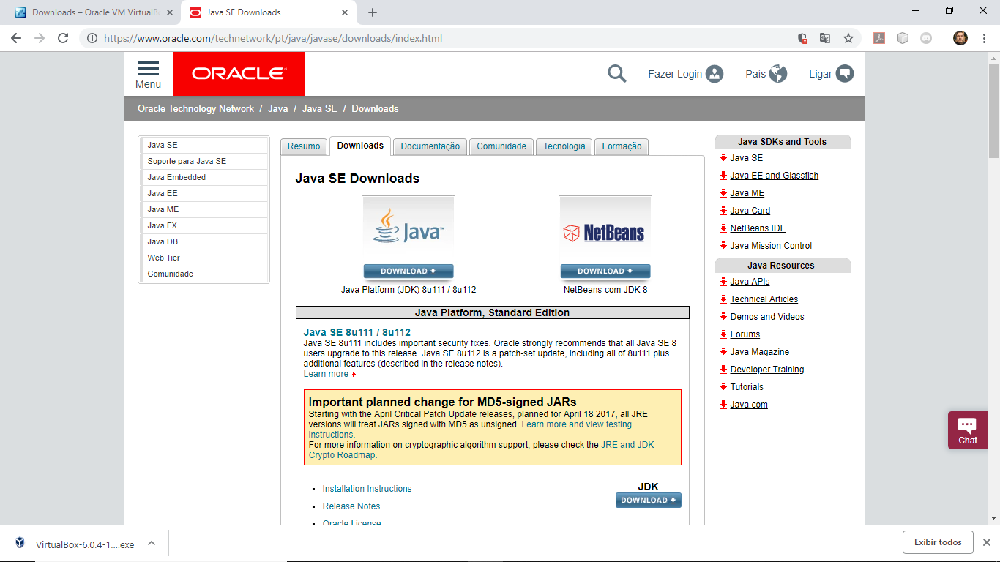 Downloads – Oracle VM VirtualB
Java SE Downloads
https://www.oracle.com/technetwork/pt/java/javase/downloads/index.html
Menu
ORACLE
Fazer Login
País
Ligar
Oracle Technology Network / Java / Java SE / Downloads
Java SE
Soporte para Java SE
Java Embedded
Java EE
Java ME
Java FX
Java DB
Web Tier
Comunidade
Resumo
Downloads
Documentação
Comunidade
Tecnologia
Formação
Java SE Downloads
Java™
DOWNLOAD
Java Platform (JDK) 8u111 / 8u112
NetBeans
DOWNLOAD
NetBeans com JDK 8
Java Platform, Standard Edition
Java SE 8u111 / 8u112
Java SE 8u111 includes important security fixes. Oracle strongly recommends that all Java SE 8
users upgrade to this release. Java SE 8u112 is a patch-set update, including all of 8u111 plus
additional features (described in the release notes).
Learn more
Important planned change for MD5-signed JARs
Starting with the April Critical Patch Update releases, planned for April 18 2017, all JRE
versions will treat JARs signed with MD5 as unsigned. Learn more and view testing
instructions.
For more information on cryptographic algorithm support, please check the JRE and JDK
Crypto Roadmap.
Installation Instructions
Release Notes
Oracle License
JDK
DOWNLOAD
Java SDKs and Tools
Java SE
Java EE and Glassfish
Java ME
Java Card
NetBeans IDE
Java Mission Control
Java Resources
Java APIs
Technical Articles
Demos and Videos
Forums
Java Magazine
Developer Training
Tutorials
Java.com
Chat
VirtualBox-6.0.4-1....exe
Exibir todos